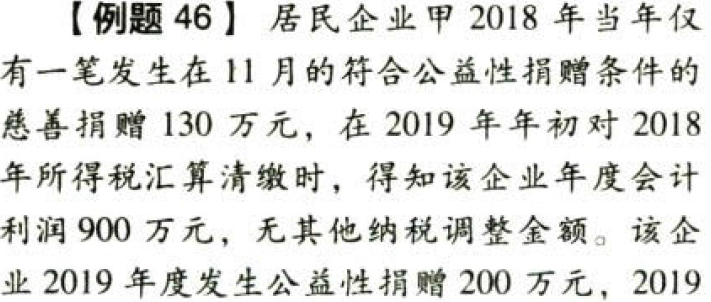 【例题 46】 居民企业甲 2018 年当年仅
有一笔发生在 11 月的符合公益性捐赠条件的
慈善捐赠 130 万元，在 2019 年年初对 2018
年所得税汇算清缴时，得知该企业年度会计
利润 900 万元，无其他纳税调整金额。该企
业 2019 年度发生公益性捐赠 200 万元，2019